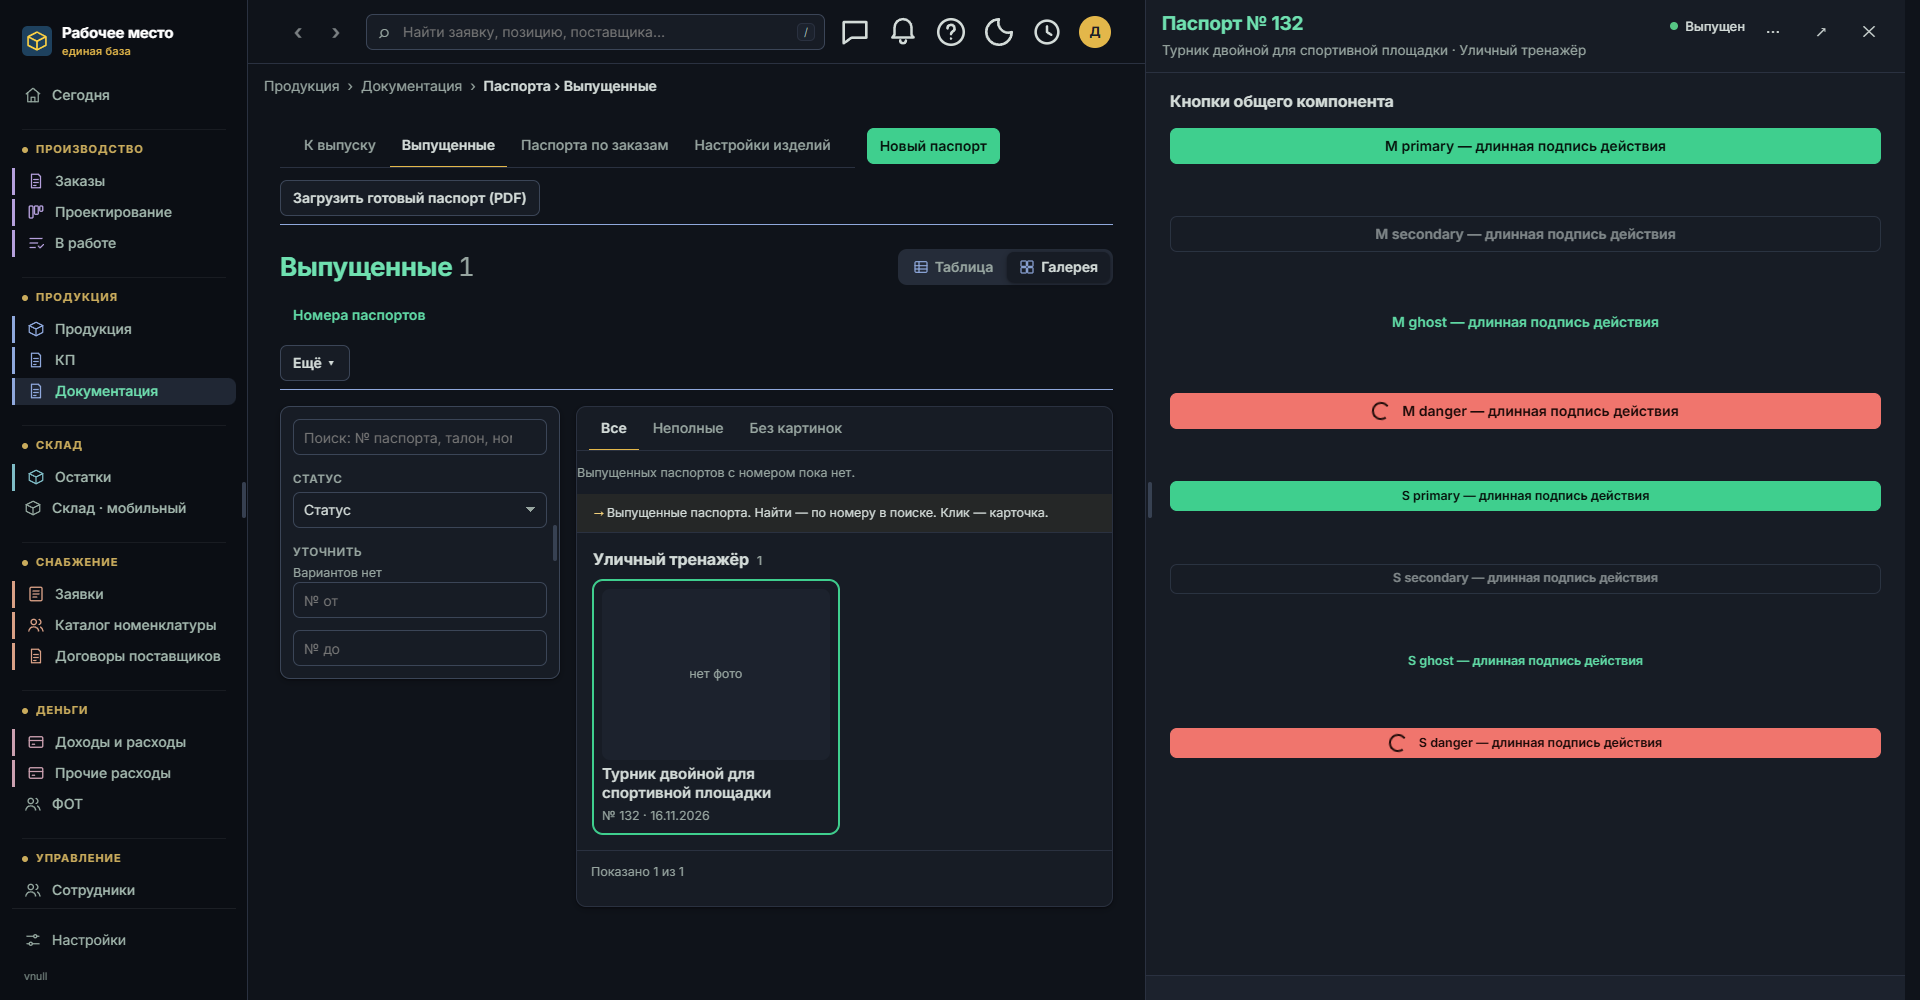 Рабочее место
единая база
Сегодня
ПРОИЗВОДСТВО
Заказы
Проектирование
В работе
ПРОДУКЦИЯ
Продукция
КП
Документация
СКЛАД
Остатки
Склад · мобильный
СНАБЖЕНИЕ
Заявки
Каталог номенклатуры
Договоры поставщиков
ДЕНЬГИ
Доходы и расходы
Прочие расходы
ФОТ
УПРАВЛЕНИЕ
Сотрудники
Настройки
vnull
Найти заявку, позицию, поставщика... /
Д
Продукция › Документация › Паспорта › Выпущенные
К выпуску Выпущенные Паспорта по заказам Настройки изделий Новый паспорт
Загрузить готовый паспорт (PDF)
Выпущенные 1
Таблица Галерея
Номера паспортов
Ещё
Поиск: № паспорта, талон, ног
СТАТУС
Статус
УТОЧНИТЬ
Вариантов нет
№ от
№ до
Все Неполные Без картинок
Выпущенных паспортов с номером пока нет.
→ Выпущенные паспорта. Найти — по номеру в поиске. Клик — карточка.
Уличный тренажёр 1
нет фото
Турник двойной для
спортивной площадки
№ 132 · 16.11.2026
Показано 1 из 1
Паспорт № 132
Выпущен
Турник двойной для спортивной площадки · Уличный тренажёр
Кнопки общего компонента
M primary — длинная подпись действия
M secondary — длинная подпись действия
M ghost — длинная подпись действия
M danger — длинная подпись действия
S primary — длинная подпись действия
S secondary — длинная подпись действия
S ghost — длинная подпись действия
S danger — длинная подпись действия